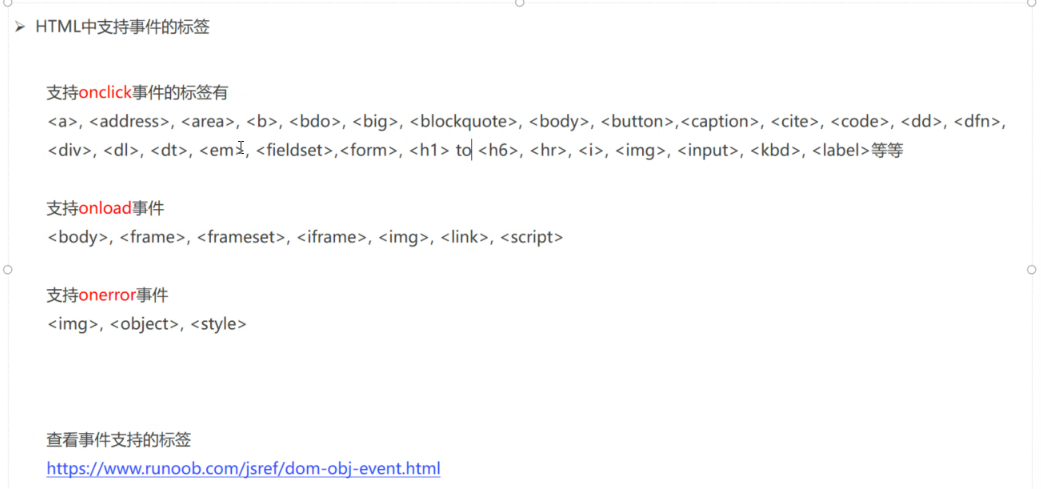 HTML中支持事件的标签
支持onclick事件的标签有
<a>, <address>, <area>, <b>, <bdo>, <big>, <blockquote>, <body>, <button>,<caption>, <cite>, <code>, <dd>, <dfn>,
<div>, <dl>, <dt>, <em>, <fieldset>,<form>, <h1> to <h6>, <hr>, <i>, <img>, <input>, <kbd>, <label>等等
支持onload事件
<body>, <frame>, <frameset>, <iframe>, <img>, <link>, <script>
支持onerror事件
<img>, <object>, <style>
查看事件支持的标签
https://www.runoob.com/jsref/dom-obj-event.html